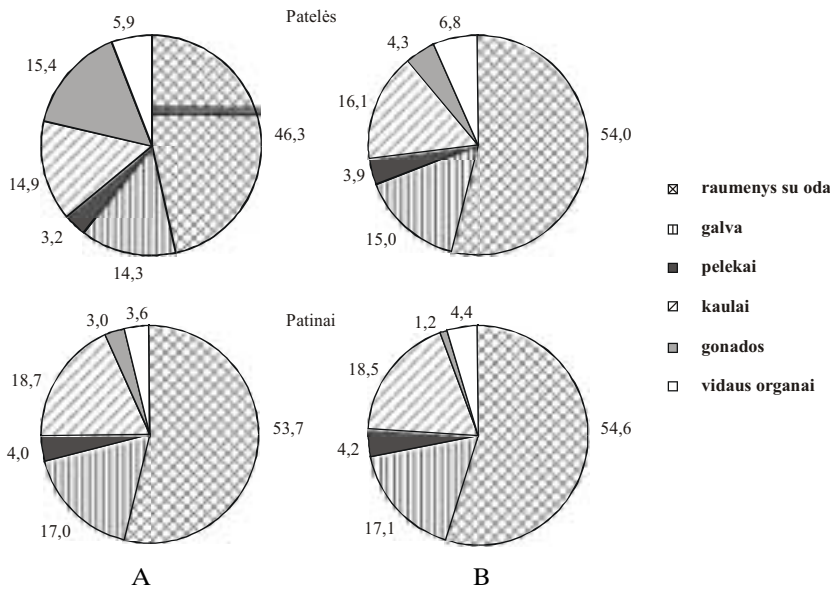 5,9
Patelės
6,8
15,4
4,3
46,3
16,1
54,0
14,9
3,9
3,2
15,0
14,3
raumenys su oda
galva
pelekai
kaulai
gonados
vidaus organai
3,0
3,6
Patinai
1,2
4,4
18,7
18,5
53,7
54,6
4,0
4,2
17,0
17,1
A
B